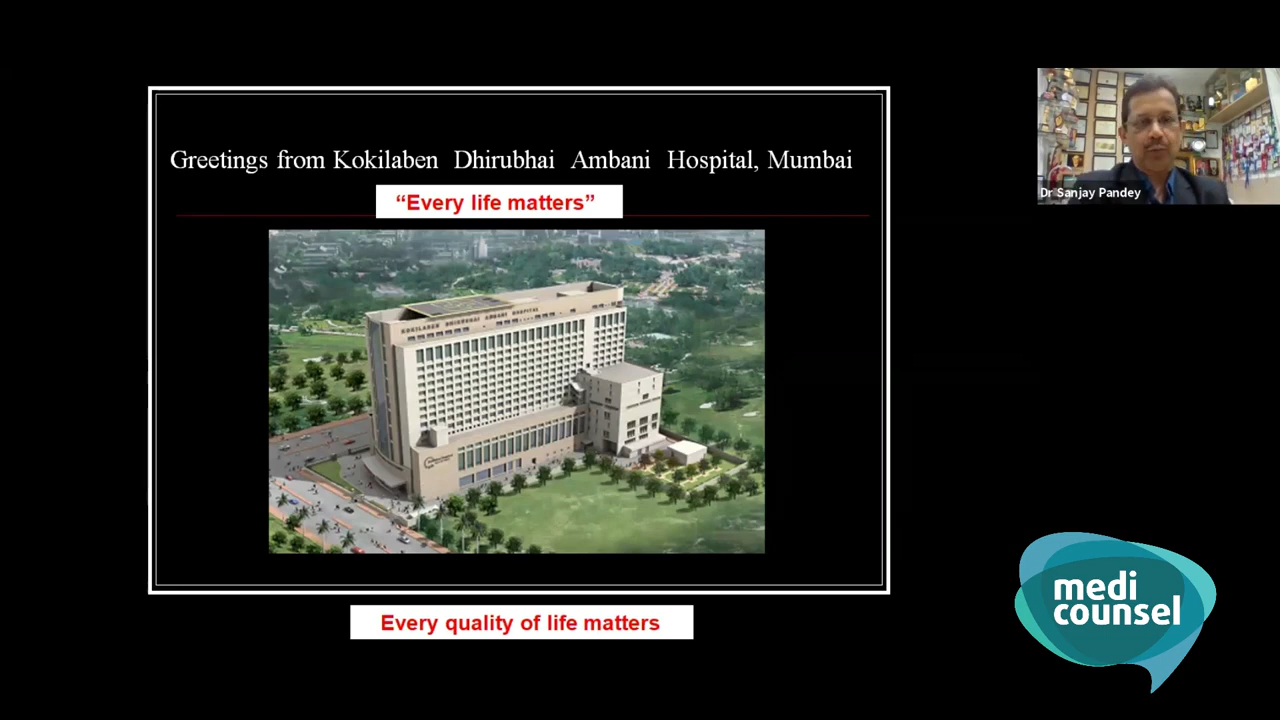 Greetings from Kokilaben Dhirubhai Ambani Hospital, Mumbai
“Every life matters”
KOKILABEN DHIRUBHAI AMBANI HOSPITAL
Every quality of life matters
Dr Sanjay Pandey
medi
counsel